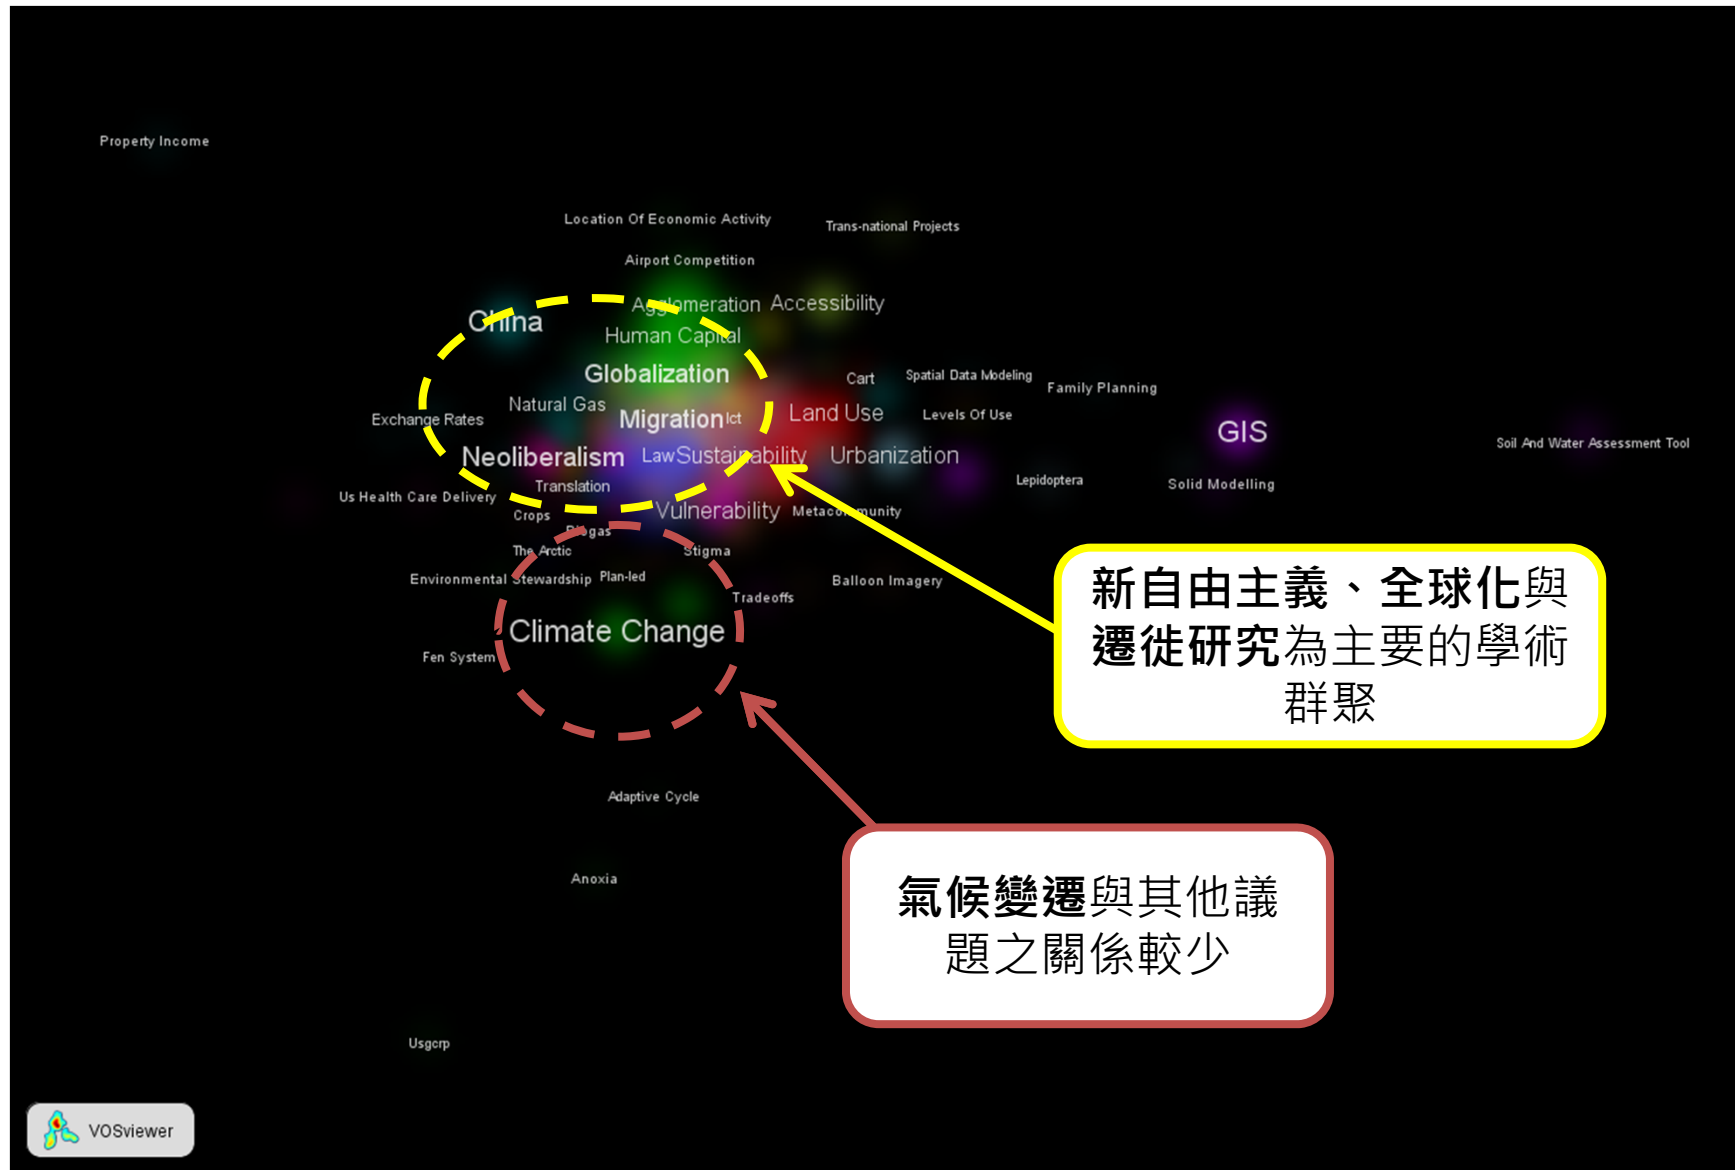 Property Income
Location Of Economic Activity
Trans-national Projects
Airport Competition
Agglomeration
Accessibility
China
Human Capital
Globalization
Cart
Spatial Data Modeling
Family Planning
Natural Gas
Exchange Rates
Migration
Ict
Land Use
Levels Of Use
GIS
Soil And Water Assessment Tool
Neoliberalism
Law
Sustainability
Urbanization
Translation
Us Health Care Delivery
Lepidoptera
Solid Modelling
Crops
Vulnerability
Metacommunity
Biogas
The Arctic
Stigma
Environmental Stewardship
Plan-led
Balloon Imagery
Tradeoffs
Climate Change
Fen System
新自由主義、全球化與
遷徙研究為主要的學術
群聚
Adaptive Cycle
Anoxia
氣候變遷與其他議
題之關係較少
Usgcrp
VOSviewer